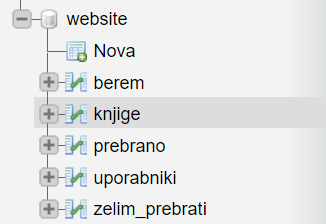 website
Nova
berem
knjige
prebrano
uporabniki
zelim_prebrati